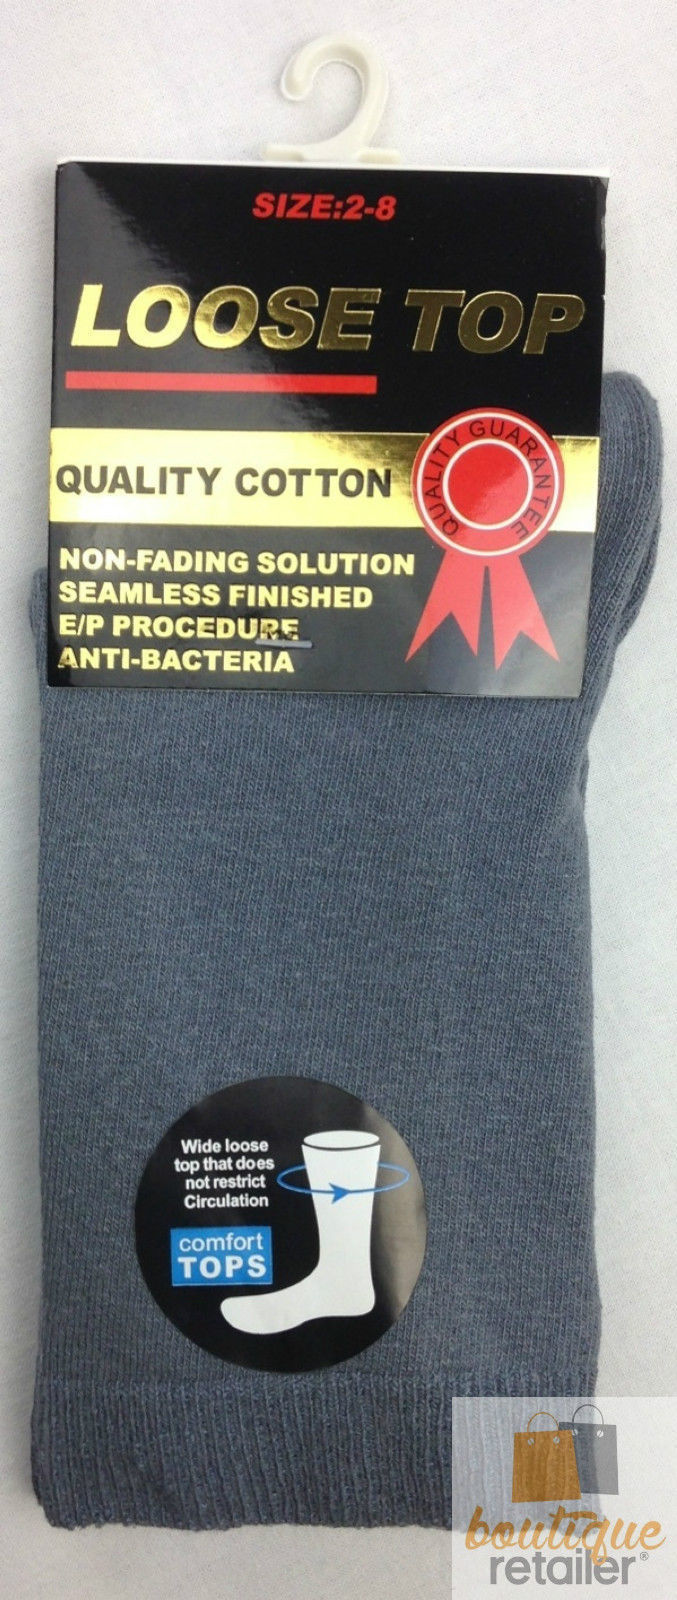 SIZE:2-8
LOOSE TOP
QUALITY GUARANTEE
QUALITY COTTON
NON-FADING SOLUTION
SEAMLESS FINISHED
E/P PROCEDURE
ANTI-BACTERIA
Wide loose
top that does
not restrict
Circulation
comfort
TOPS
boutique
retailer®